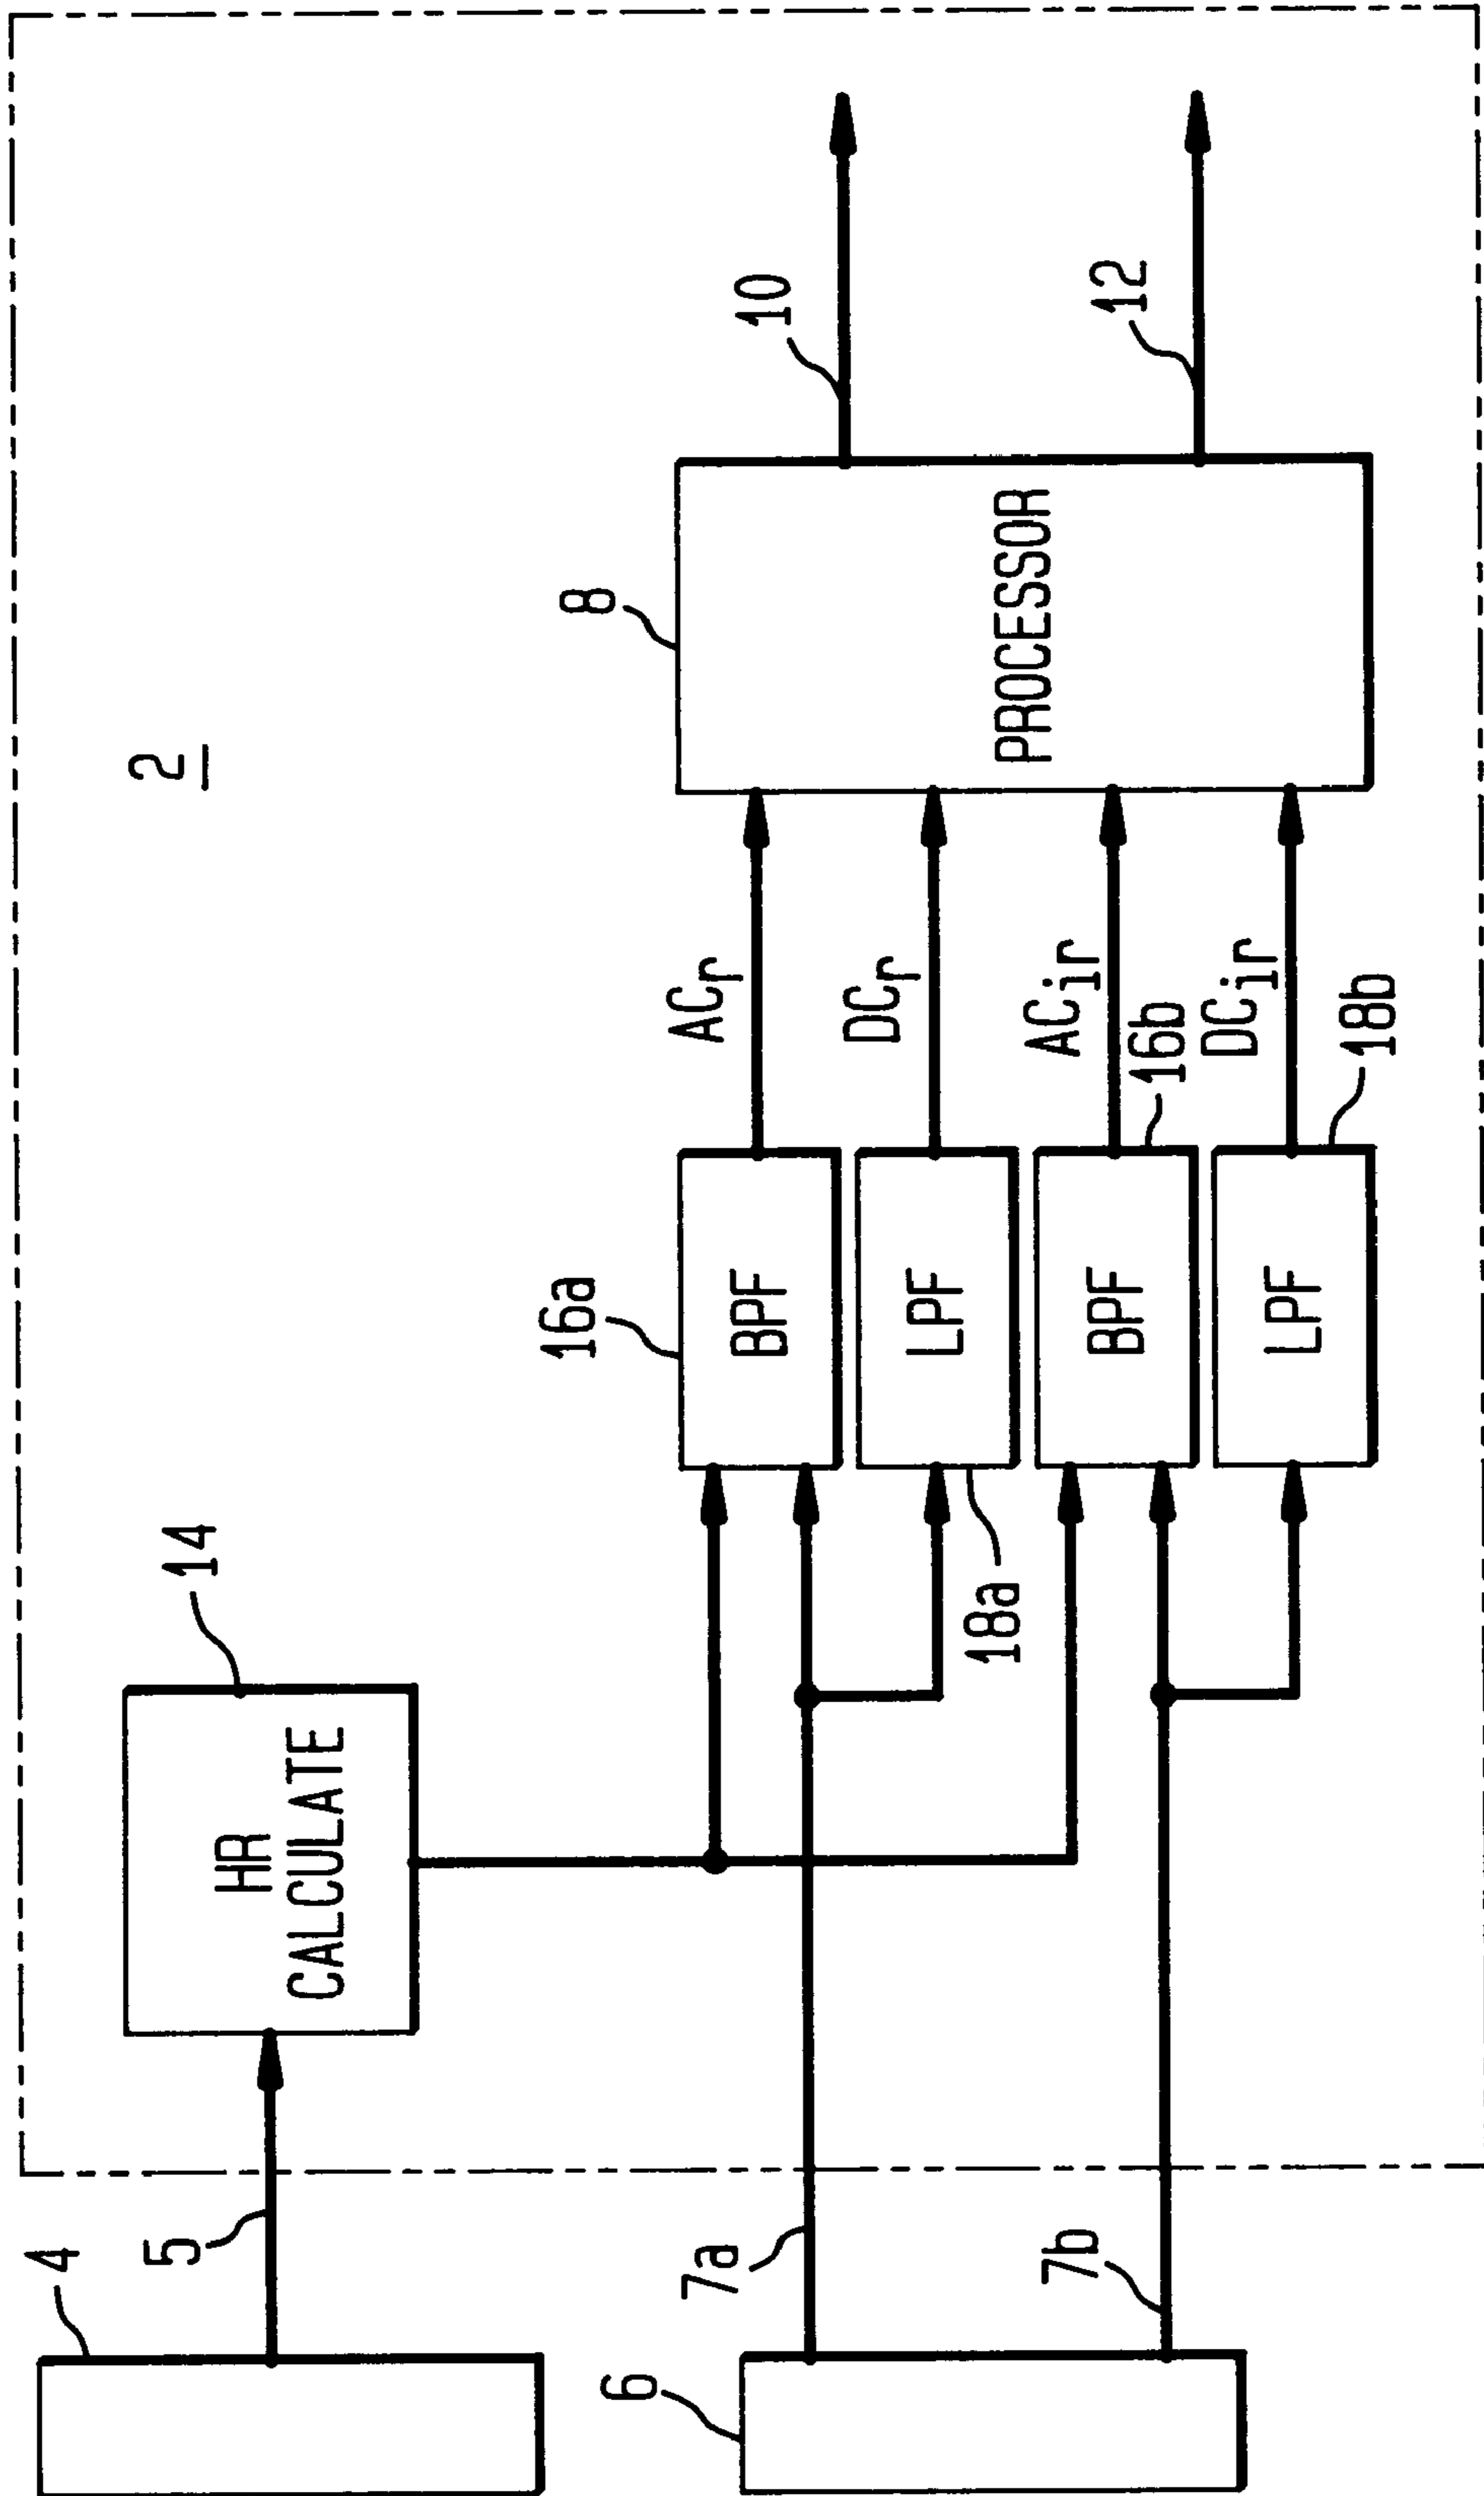 4
5
HR
CALCULATE
14
2
6
7a
7b
16a
BPF
ACr
18a
LPF
DCr
BPF
16b
ACir
LPF
18b
DCir
8
PROCESSOR
10
12